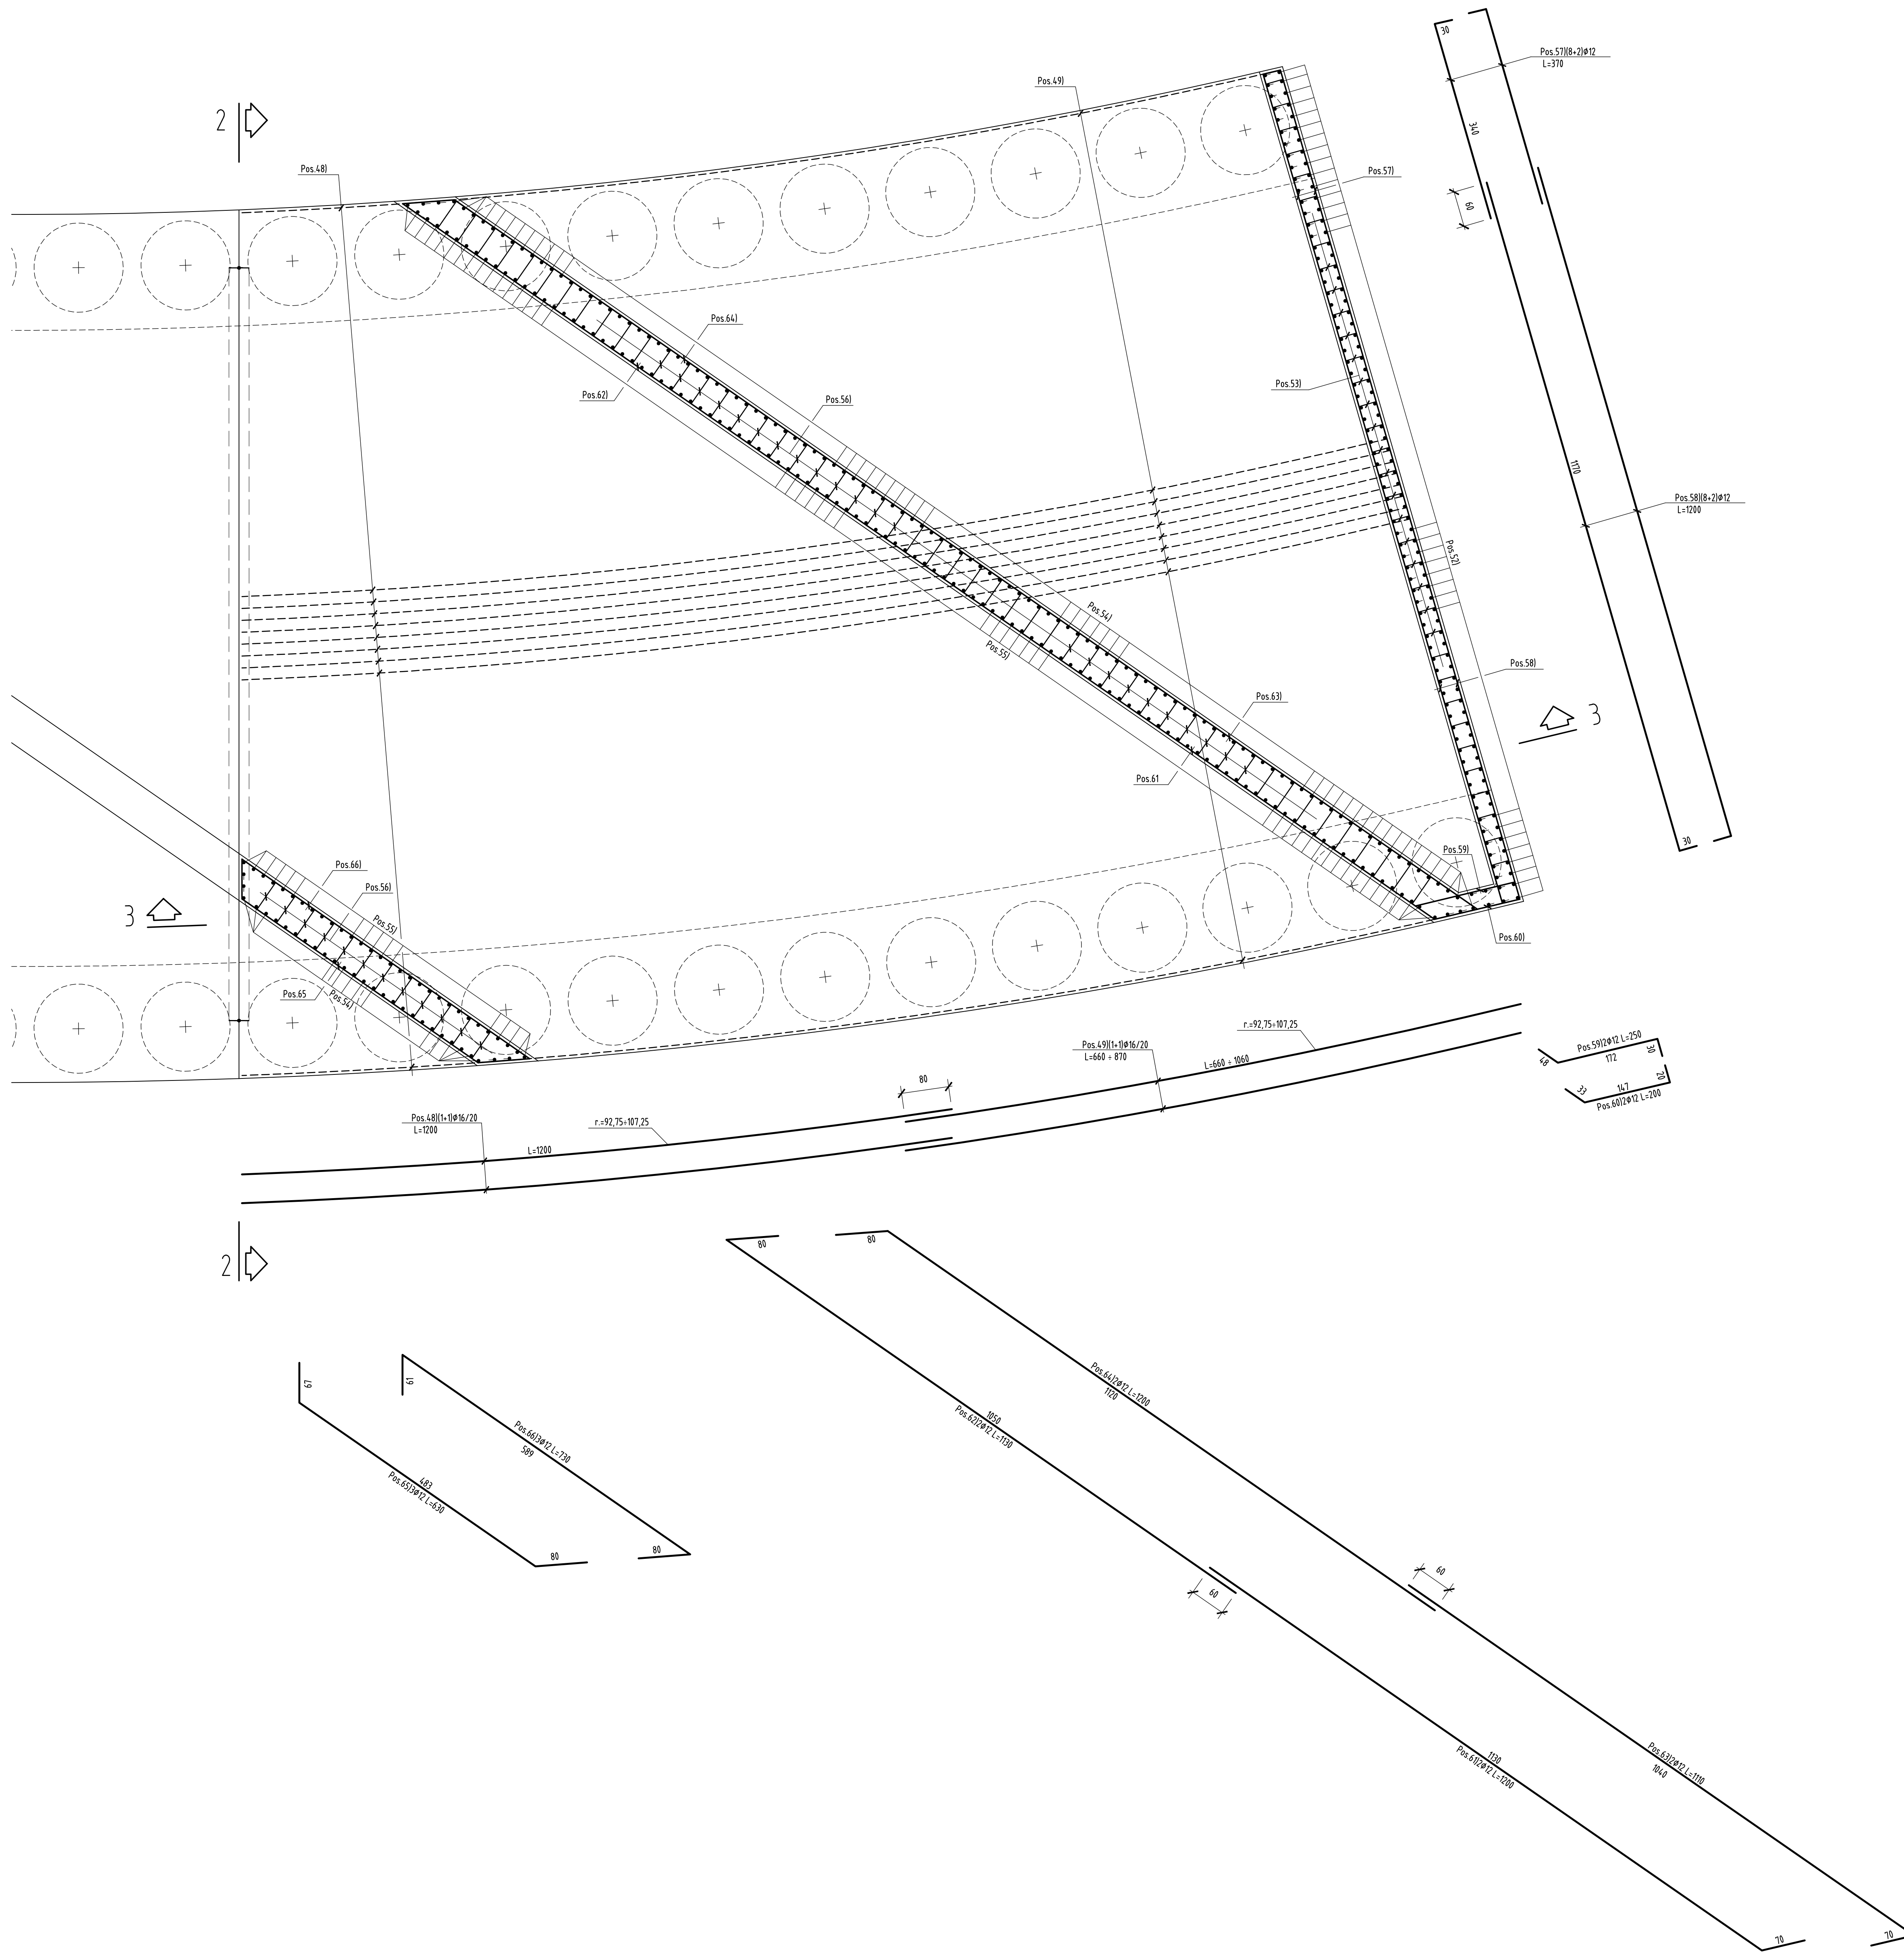 30
Pos.57)(8+2)Ø12
L=370
Pos.49)
2
340
Pos.48)
Pos.57)
60
Pos.64)
Pos.53)
Pos.62)
Pos.56)
1170
Pos.58)(8+2)Ø12
L=1200
Pos.52)
Pos.54)
Pos.55)
Pos.58)
Pos.63)
3
Pos.61
30
Pos.59)
Pos.66)
Pos.56)
3
Pos.55)
Pos.60)
Pos.65
Pos.54)
r.=92,75÷107,25
Pos.49)(1+1)Ø16/20
L=660 ÷ 870
L=660 ÷ 1060
Pos.59)2Ø12 L=250
48
172
30
80
33
147
20
Pos.60)2Ø12 L=200
Pos.48)(1+1)Ø16/20
L=1200
r.=92,75÷107,25
L=1200
2
80
80
67
61
Pos.64)2Ø12 L=1200
1120
1050
Pos.62)2Ø12 L=1130
Pos.66)3Ø12 L=730
589
483
Pos.65)3Ø12 L=630
80
80
60
60
1130
Pos.61)2Ø12 L=1200
Pos.63)2Ø12 L=1110
1040
70
70